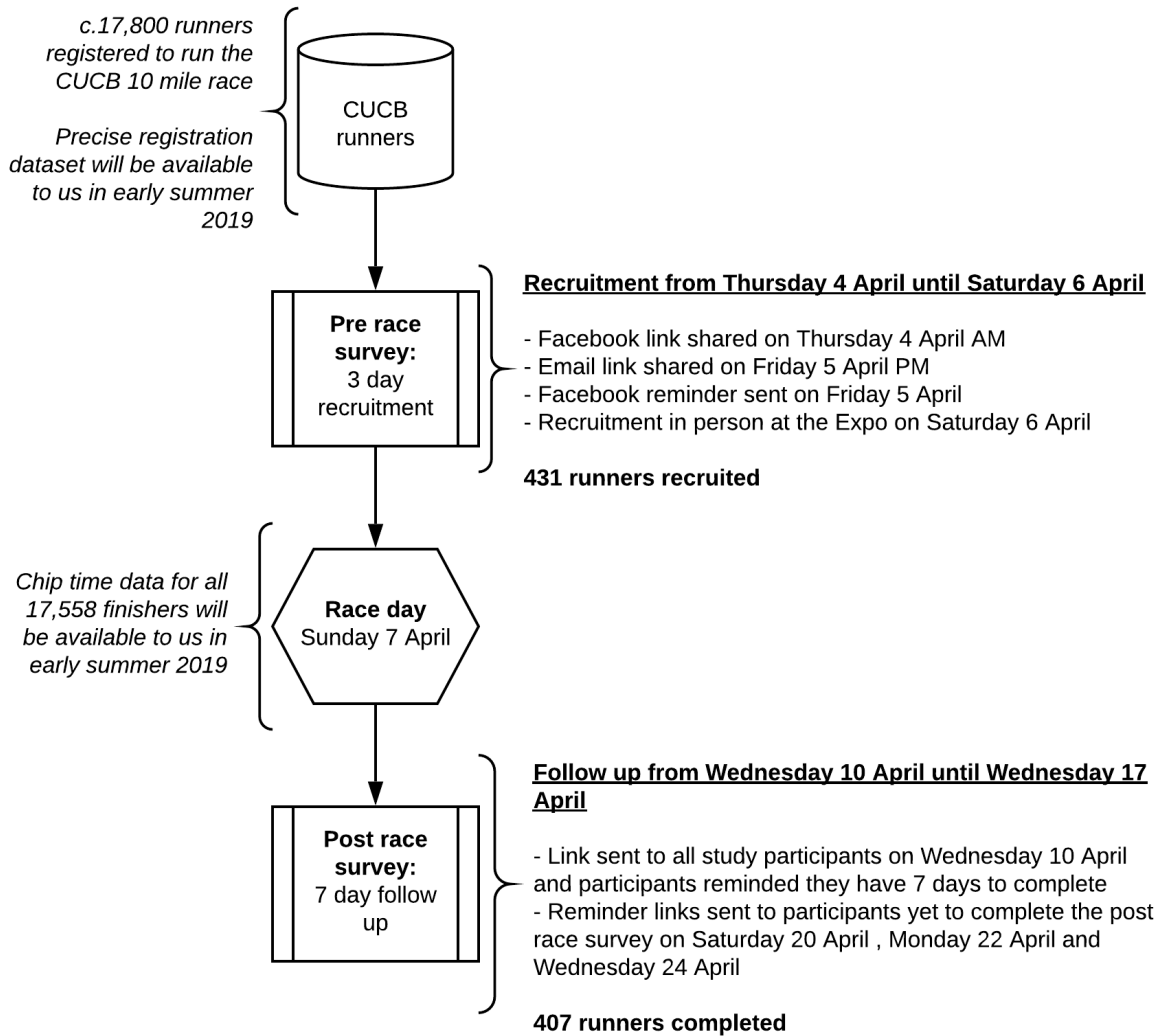 c.17,800 runners
registered to run the
CUCB 10 mile race
Precise registration
dataset will be available
to us in early summer
2019
CUCB
runners
Recruitment from Thursday 4 April until Saturday 6 April
Pre race
survey:
3 day
recruitment
- Facebook link shared on Thursday 4 April AM
- Email link shared on Friday 5 April PM
- Facebook reminder sent on Friday 5 April
- Recruitment in person at the Expo on Saturday 6 April
431 runners recruited
Chip time data for all
17,558 finishers will
be available to us in
early summer 2019
Race day
Sunday 7 April
Follow up from Wednesday 10 April until Wednesday 17
April
Post race
survey:
7 day follow
up
- Link sent to all study participants on Wednesday 10 April
and participants reminded they have 7 days to complete
- Reminder links sent to participants yet to complete the post
race survey on Saturday 20 April , Monday 22 April and
Wednesday 24 April
407 runners completed